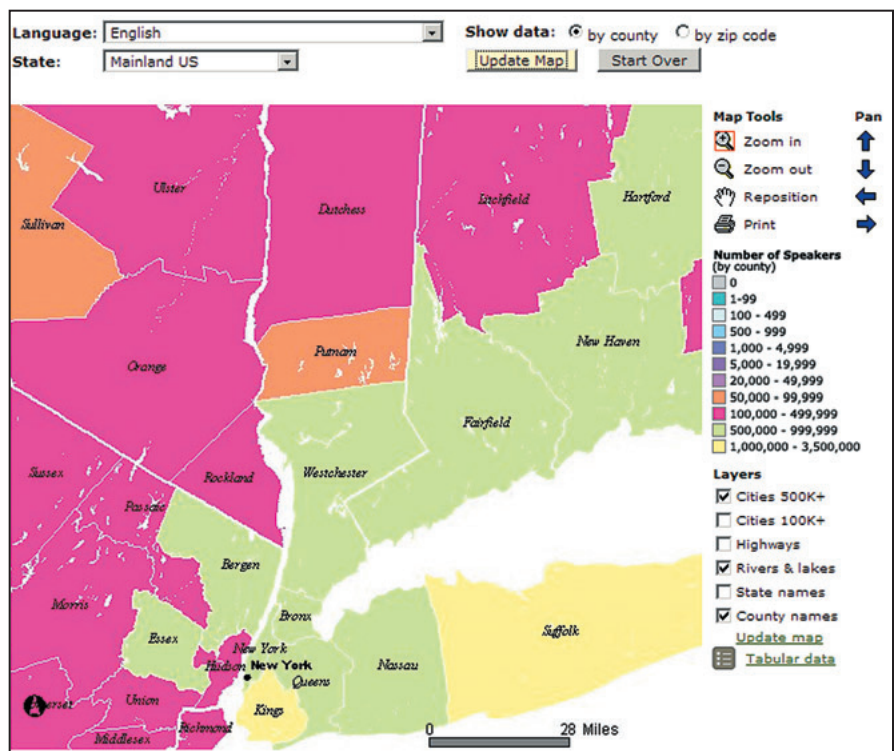 Language: English Show data: by county by zip code
State: Mainland US Update Map Start Over
Map Tools Pan
Zoom in
Zoom out
Reposition
Print
Number of Speakers
(by county)
0
1-99
100 - 499
500 - 999
1,000 - 4,999
5,000 - 19,999
20,000 - 49,999
50,000 - 99,999
100,000 - 499,999
500,000 - 999,999
1,000,000 - 3,500,000
Layers
Cities 500K+
Cities 100K+
Highways
Rivers & lakes
State names
County names
Update map
Tabular data
Ulster
Sullivan
Dutchess
Litchfield
Hartford
Orange
Putnam
New Haven
Fairfield
Westchester
Rockland
Sussex
Passaic
Bergen
Morris
Essex
Bronx
New York
Hudson New York
Nassau
Suffolk
Queens
Kings
Union
Richmond
Middlesex
0 28 Miles